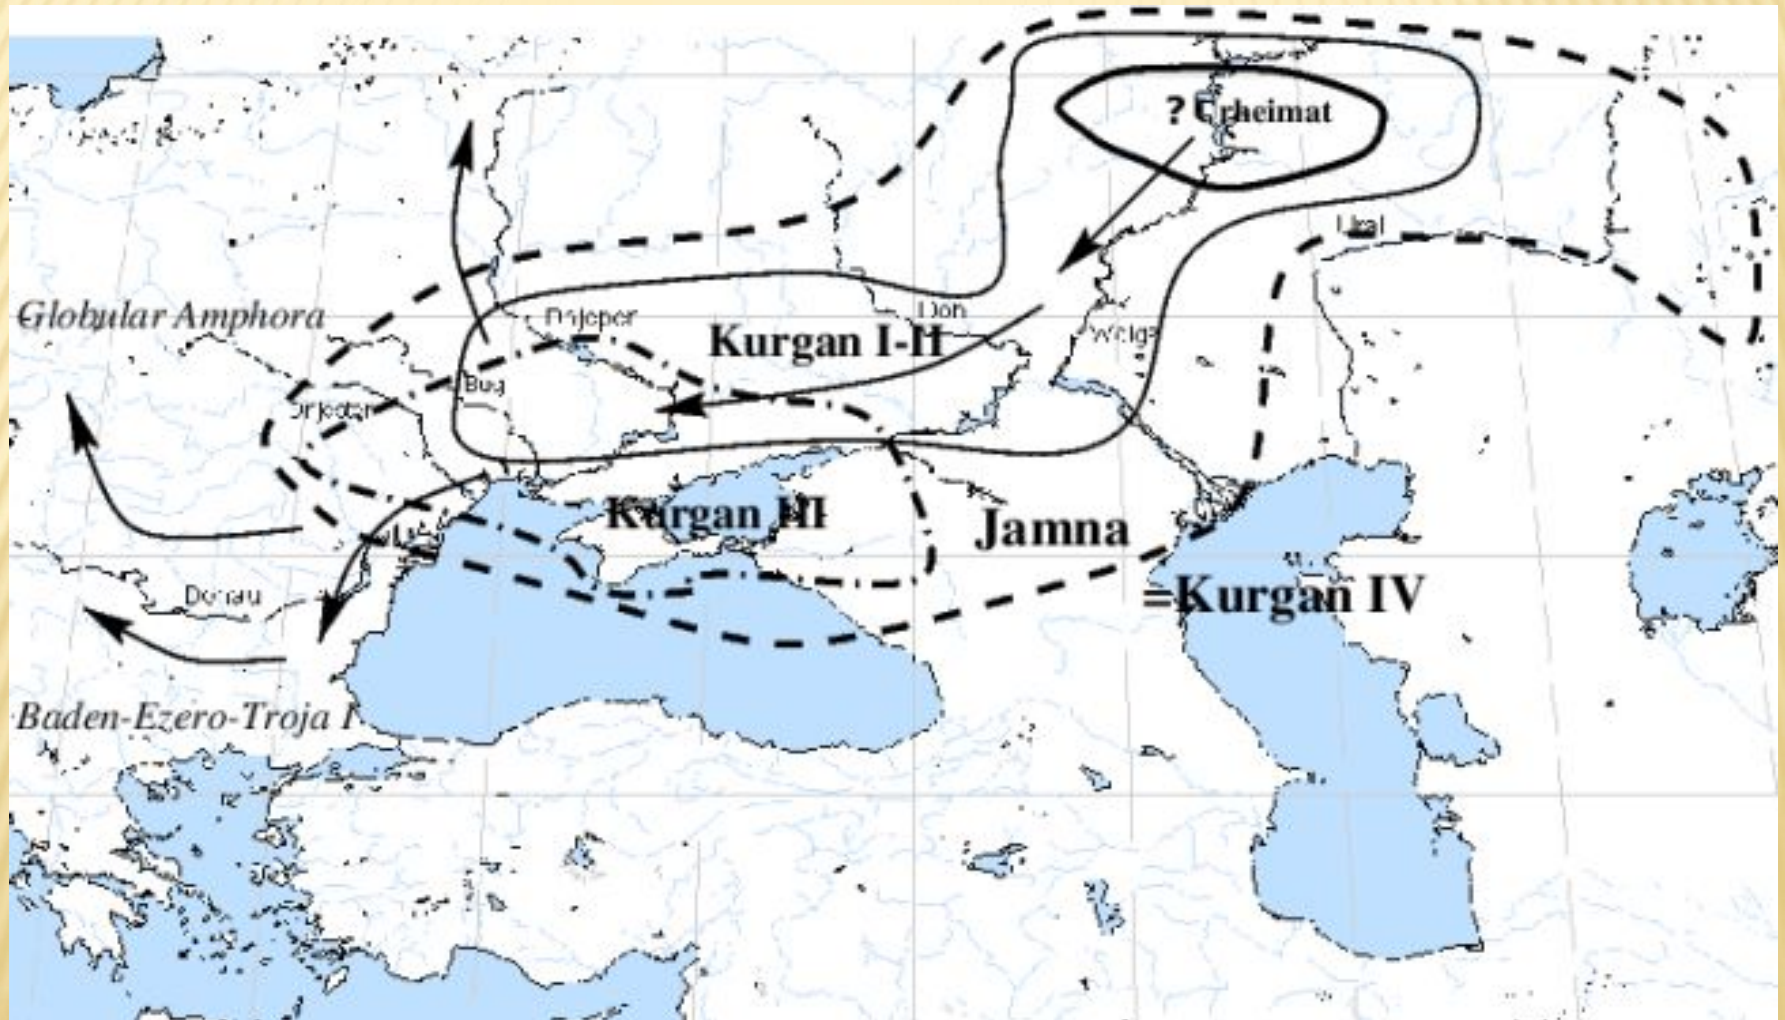 ? Urheimat
Ural
Globular Amphora
Dnjepr
Don
Kurgan I-II
Wolga
Bug
Dnjestr
Kurgan III
Jamna
=Kurgan IV
Donau
Baden-Ezero-Troja I